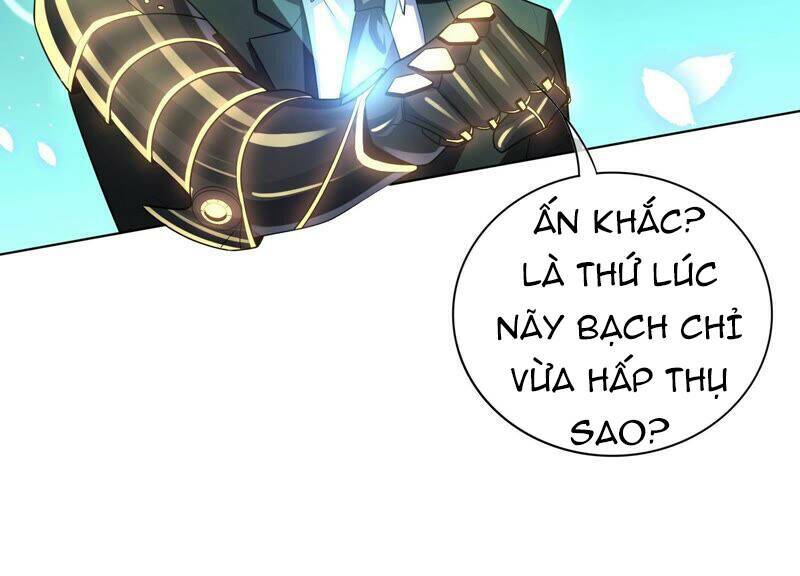 ẤN KHẮC?
LÀ THỨ LÚC
NÃY BẠCH CHỈ
VỪA HẤP THỤ
SAO?